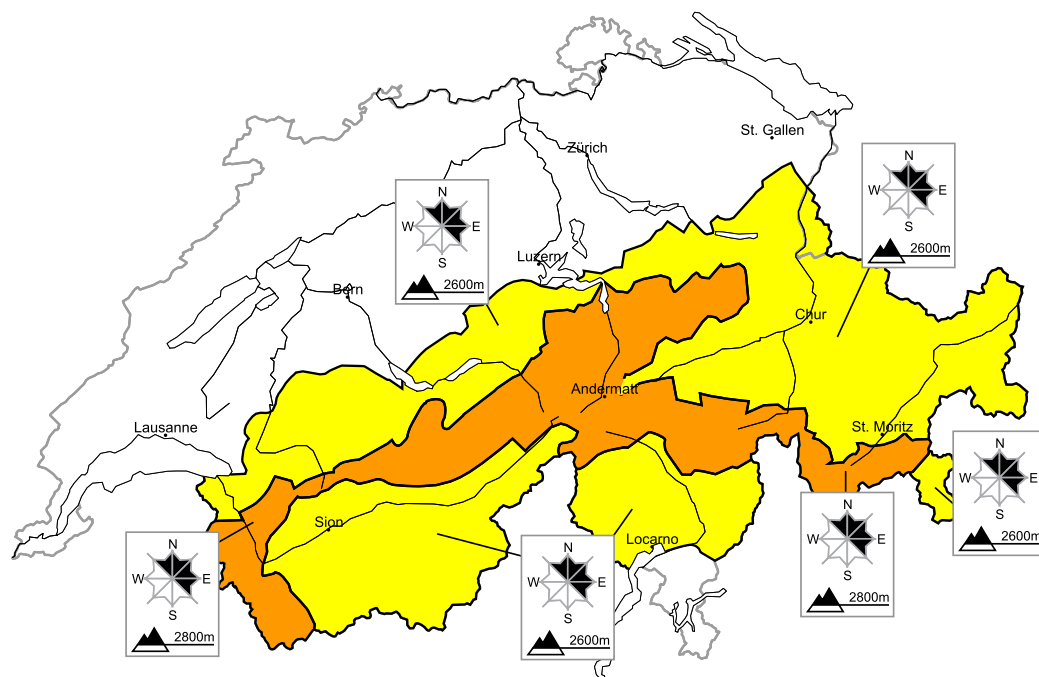 St. Gallen
Zürich
N
W E
S
2600m
N
W E
S
2600m
Luzern
Bern
Chur
Andermatt
Lausanne
St. Moritz
N
W E
S
2600m
Sion
Locarno
N
W E
S
2800m
N
W E
S
2600m
N
W E
S
2800m